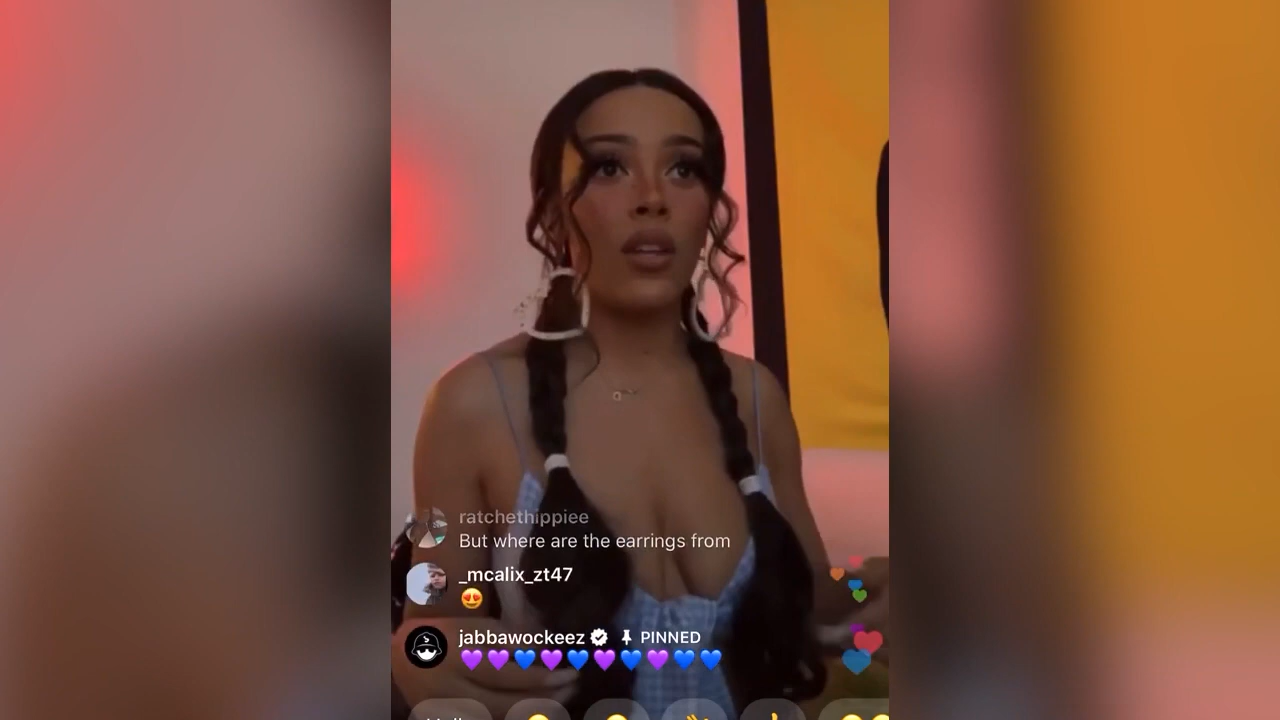 ratchethippiee
But where are the earrings from
_mcalix_zt47
😍
jabbawockeez PINNED
💜💜💙💜💙💜💙💜💙💙